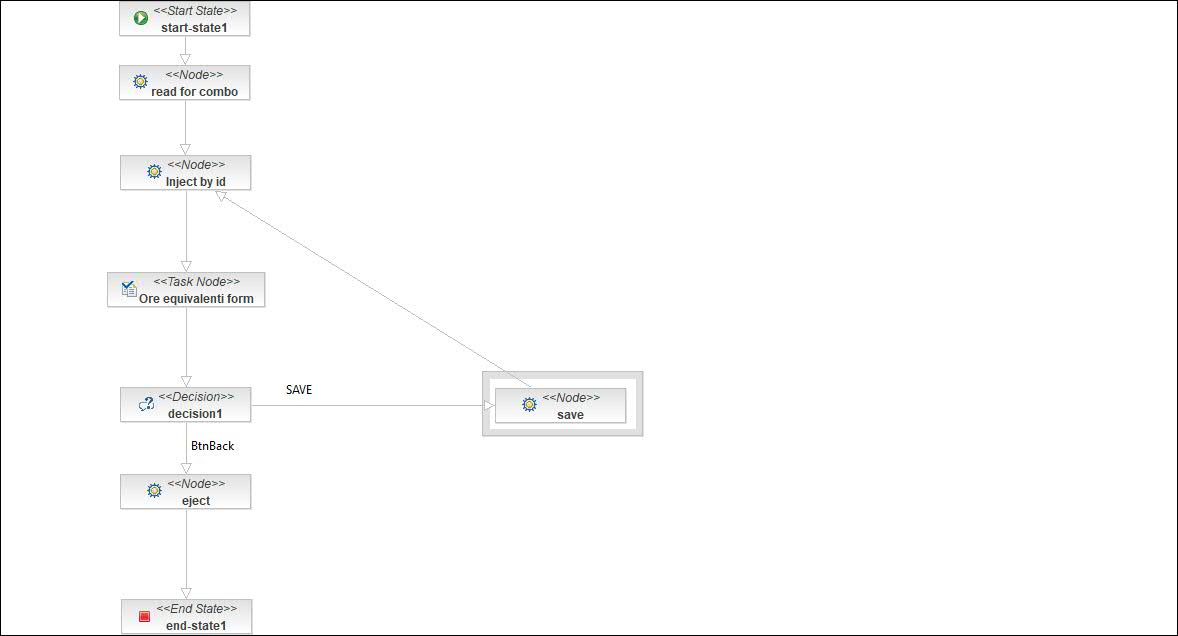 <<Start State>>
start-state1
<<Node>>
read for combo
<<Node>>
Inject by id
<<Task Node>>
Ore equivalenti form
<<Decision>>
decision1
SAVE
<<Node>>
save
BtnBack
<<Node>>
eject
<<End State>>
end-state1